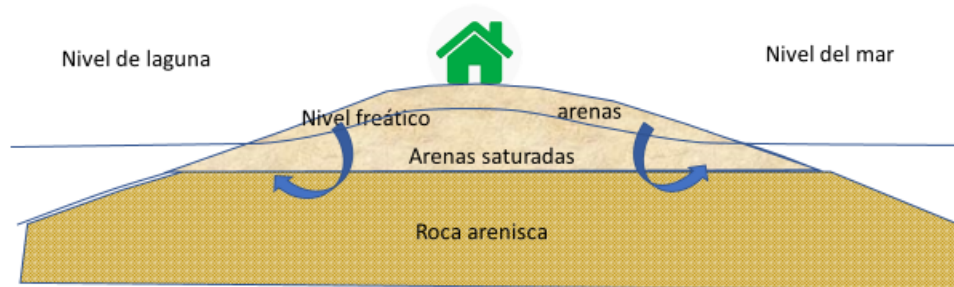 Nivel de laguna
Nivel del mar
Nivel freático
arenas
Arenas saturadas
Roca arenisca